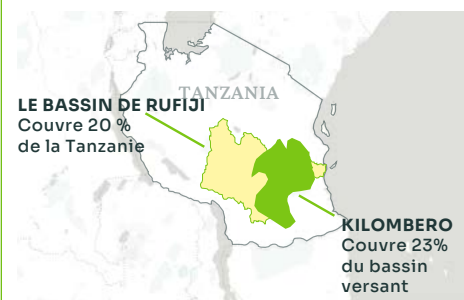 TANZANIA
LE BASSIN DE RUFIJI
Couvre 20 %
de la Tanzanie
KILOMBERO
Couvre 23%
du bassin
versant